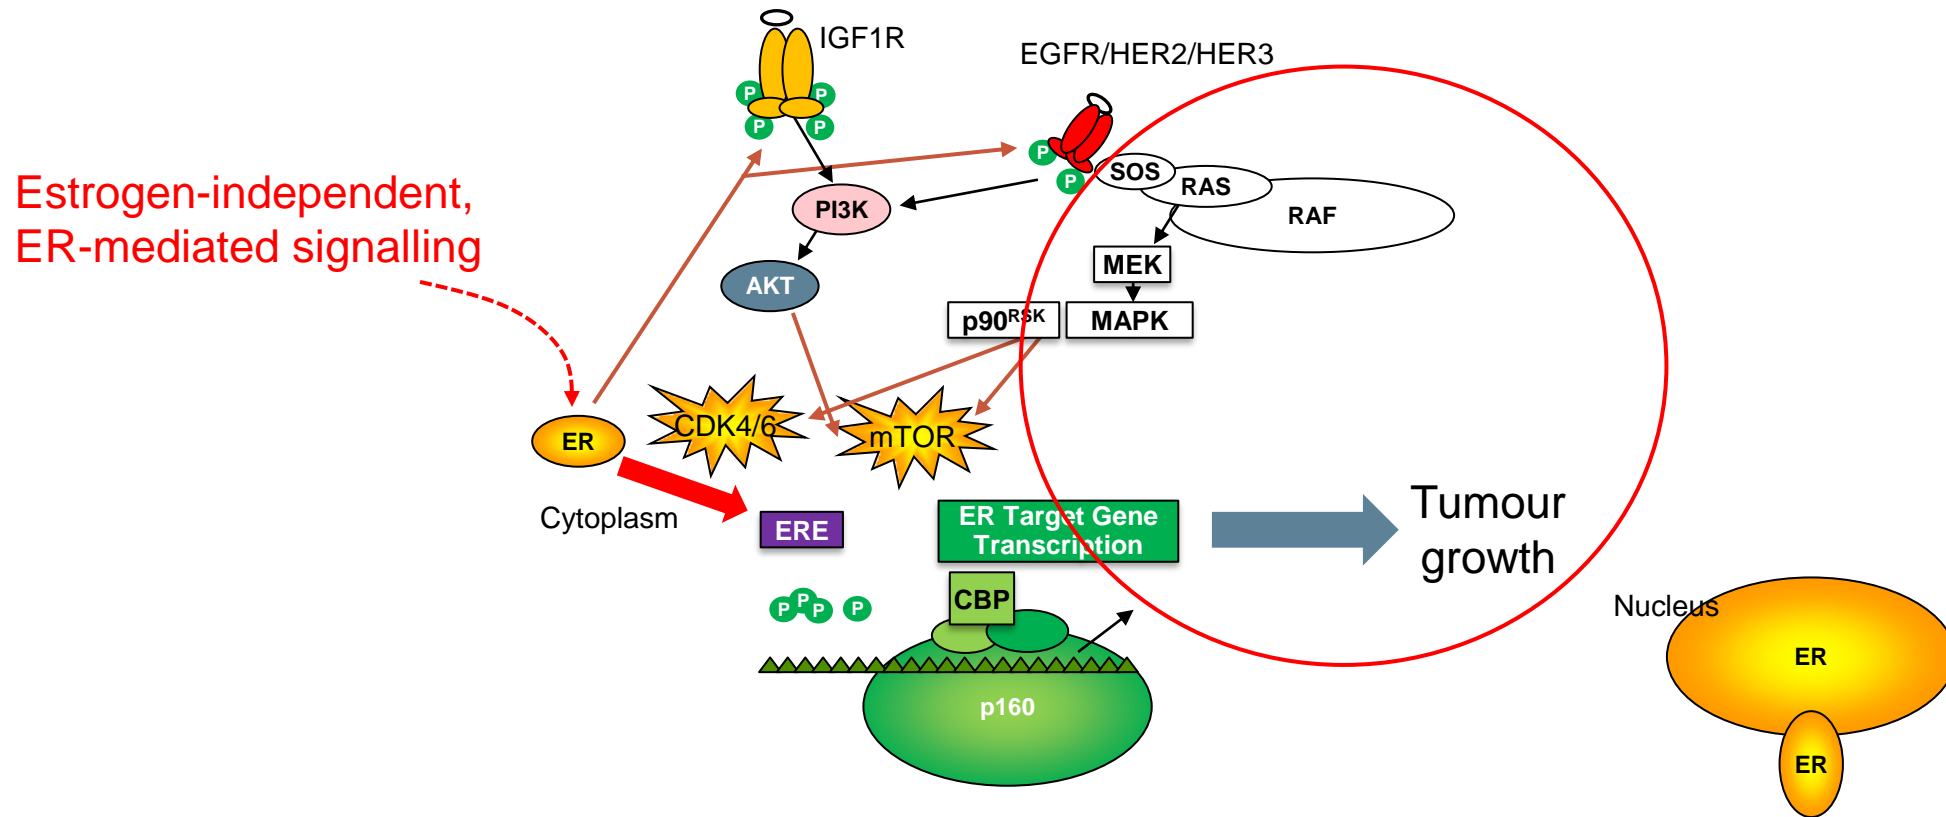 IGF1R
EGFR/HER2/HER3
P
P
P
P
P
P
SOS
RAS
RAF
Estrogen-independent,
ER-mediated signalling
PI3K
AKT
MEK
p90RSK
MAPK
CDK4/6
mTOR
ER
Cytoplasm
ERE
ER Target Gene
Transcription
Tumour
growth
P
P
P
P
CBP
Nucleus
ER
p160
ER